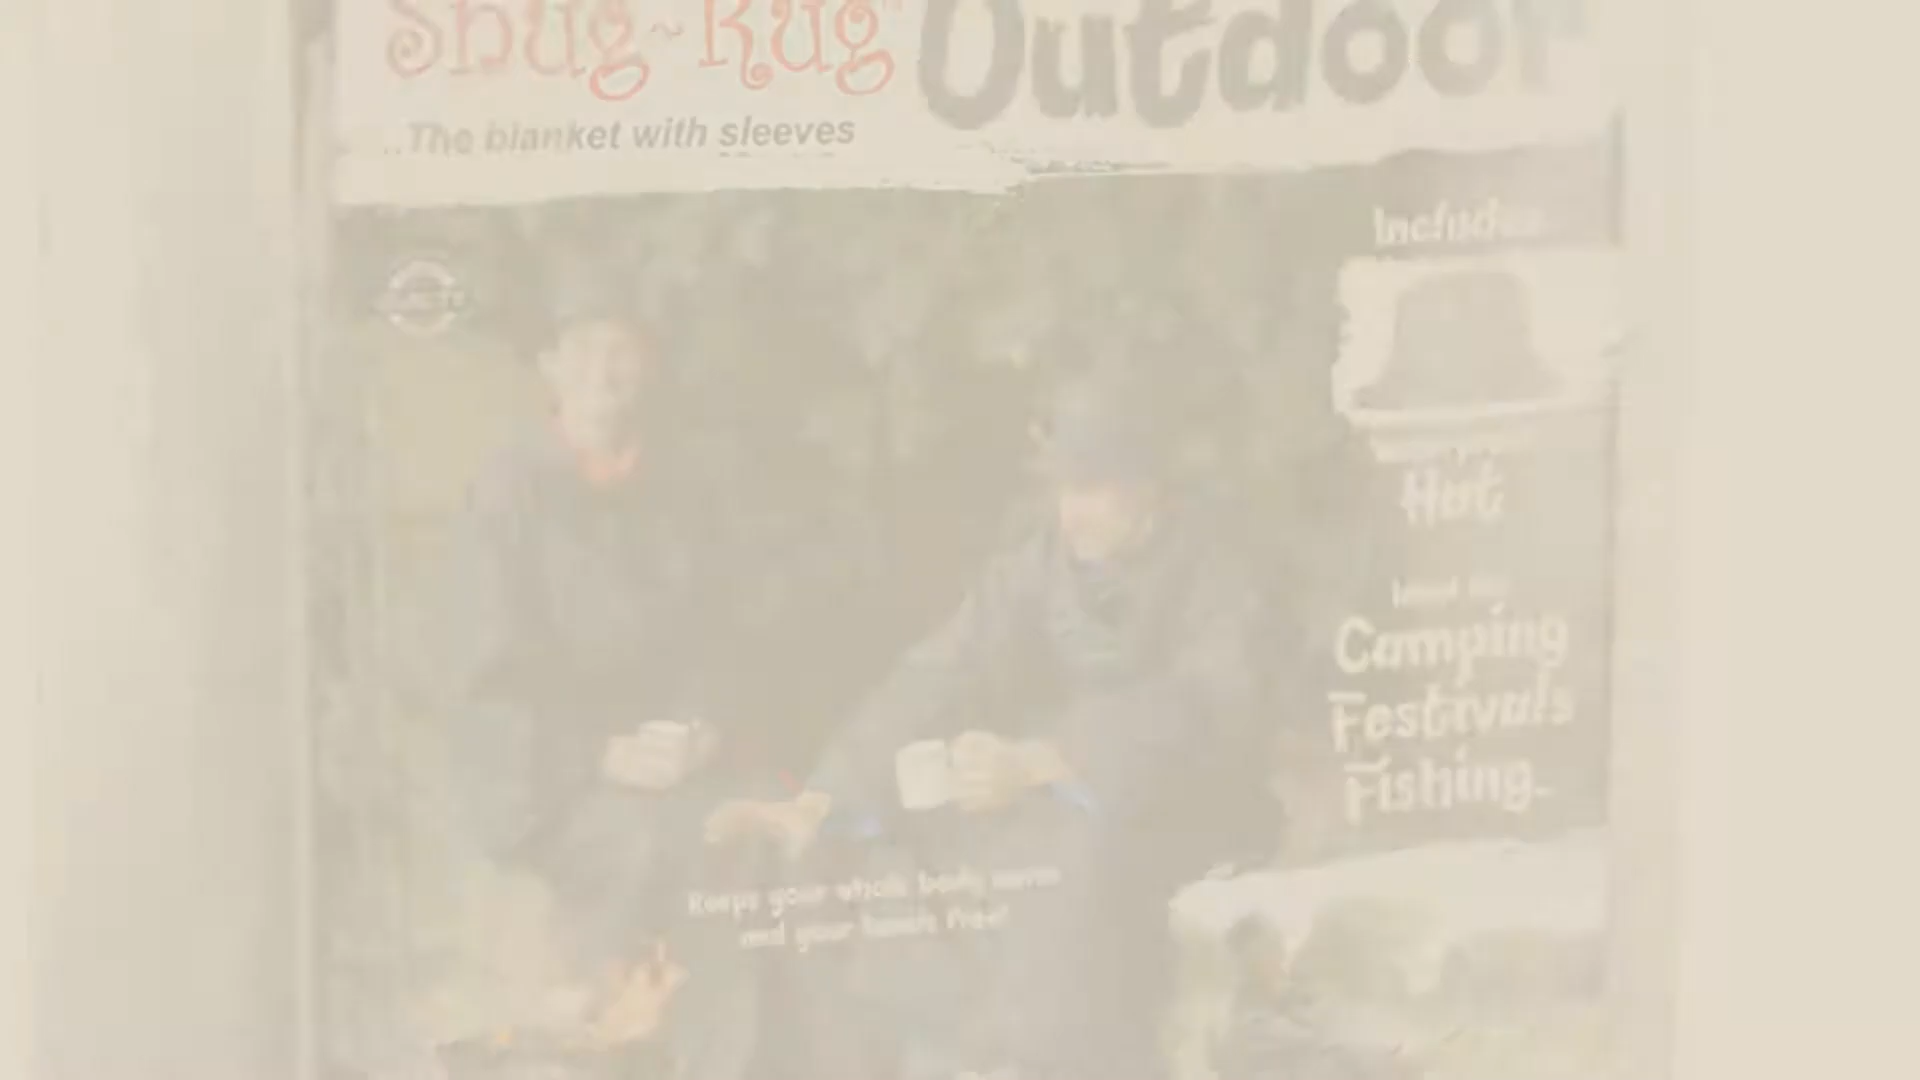 Snug~Rug™ Outdoor
...The blanket with sleeves
Includes
Hat
Camping
Festivals
Fishing...
Keeps your whole body warm
and your hands free!